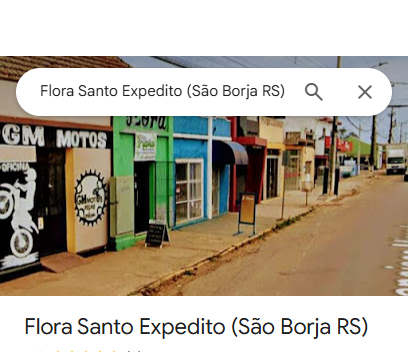 Flora Santo Expedito (São Borja RS)
GM MOTOS
OFICINA
GM MOTOS
Flora Santo Expedito (São Borja RS)